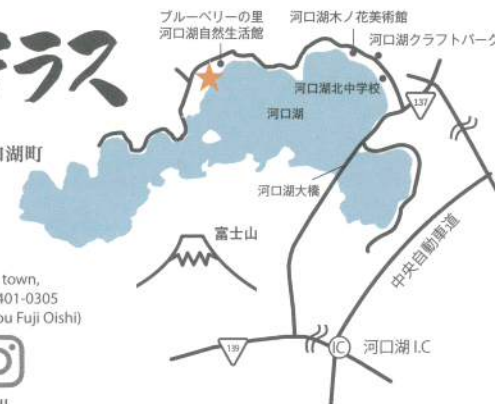 テラス
ブルーベリーの里
河口湖自然生活館
河口湖木ノ花美術館
河口湖クラフトパーク
河口湖北中学校
137
河口湖
湖町
河口湖大橋
富士山
中央自動車道
town,
401-0305
Fuji Oishi)
139
IC
河口湖 I.C